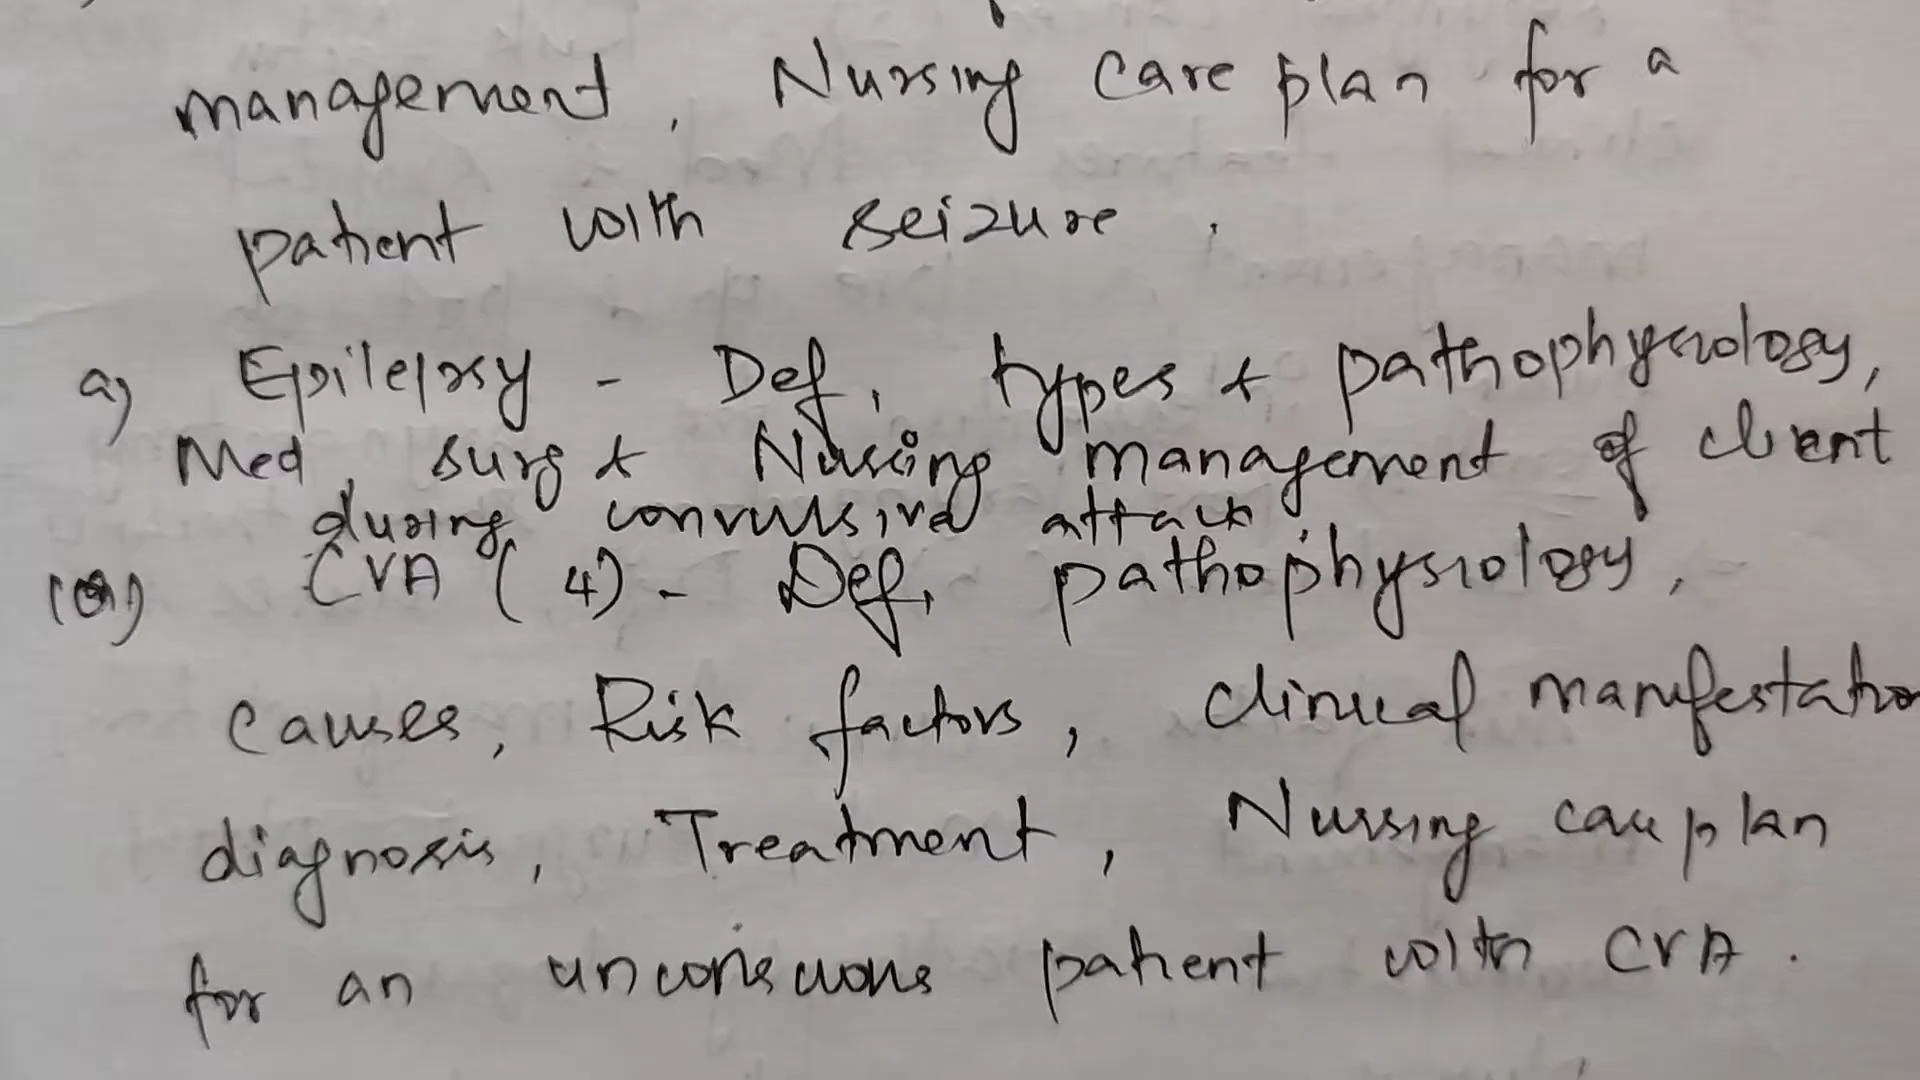 management, Nursing Care plan for a
patient with seizure.
a) Epilepsy - Def, types & pathophysiology,
Med, surg & Nursing management of client
during convulsive attack
CVA (4) - Def, pathophysiology,
causes, Risk factors, clinical manifestation
diagnosis, Treatment, Nursing care plan
for an unconscious patient with CVA.